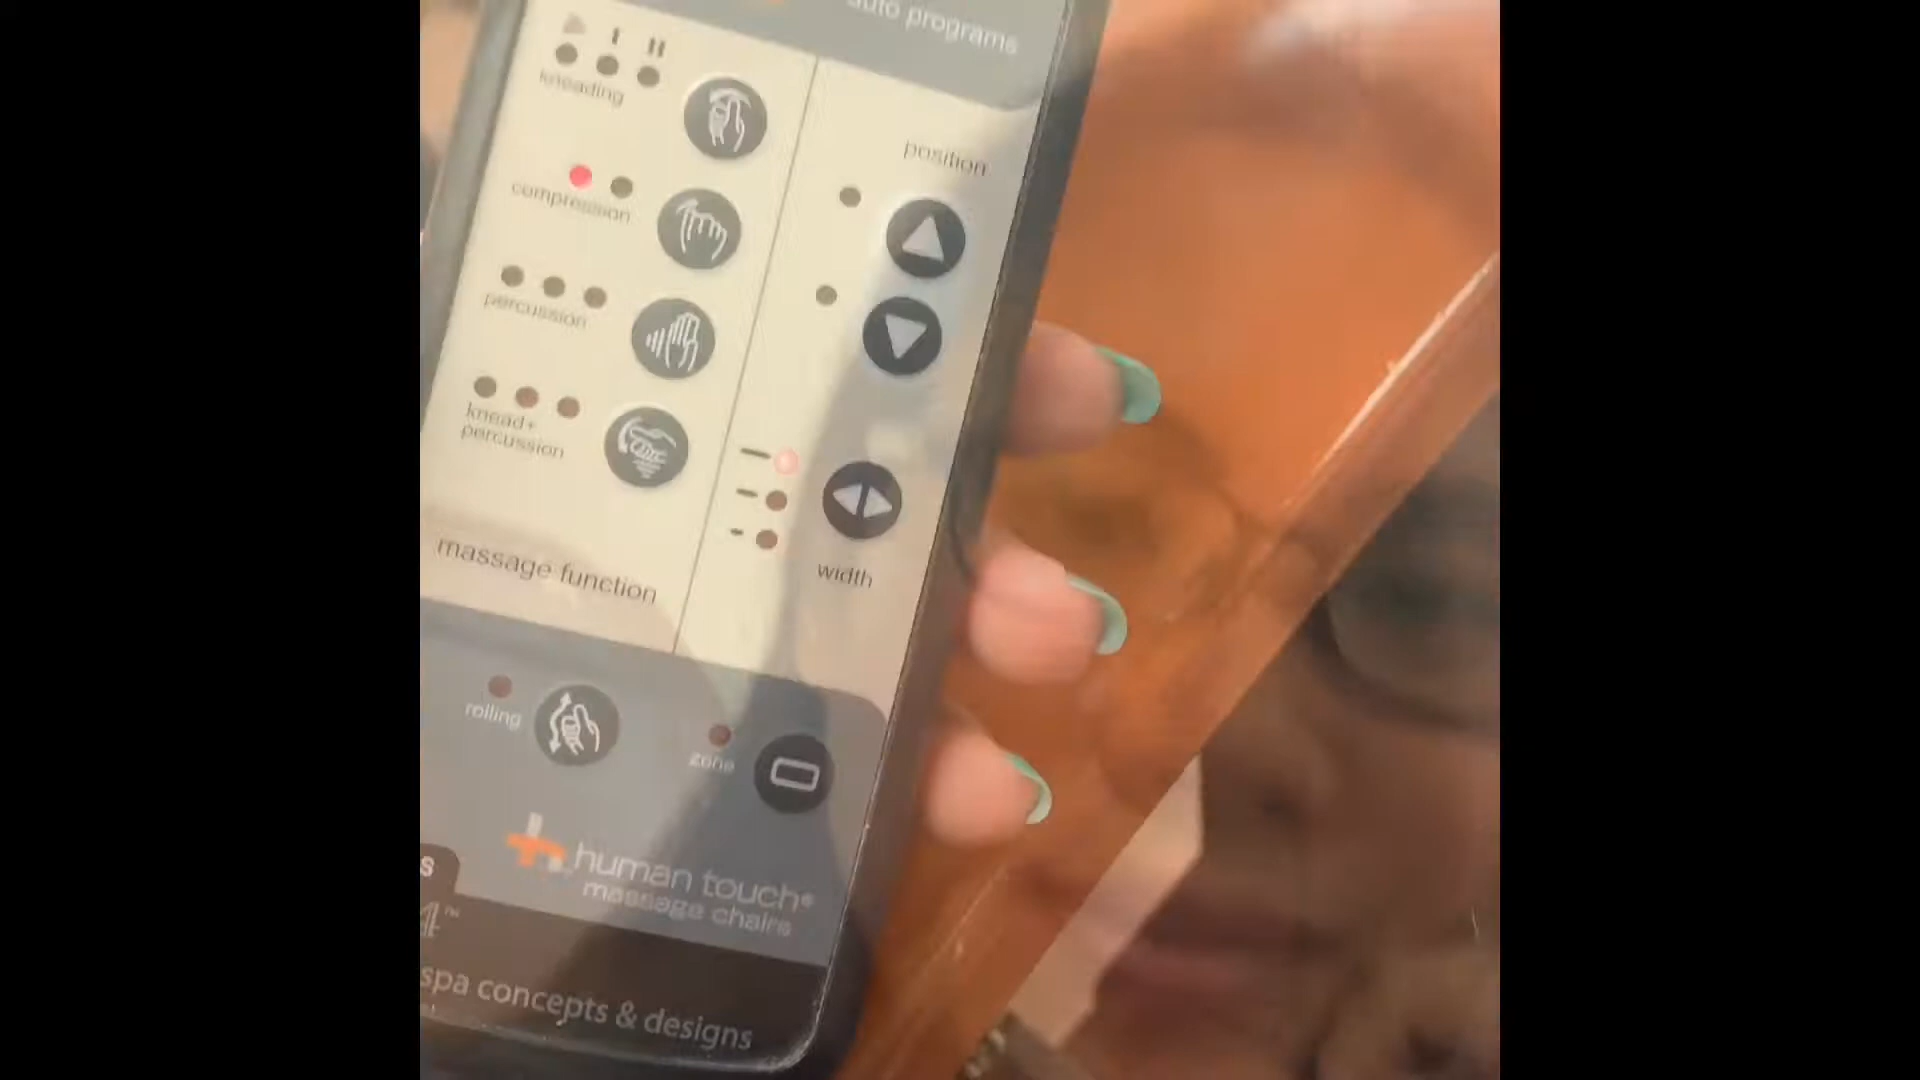 auto programs
kneading
position
compression
percussion
knead+
percussion
massage function
width
rolling
zone
human touch®
massage chairs
s
4™
spa concepts & designs